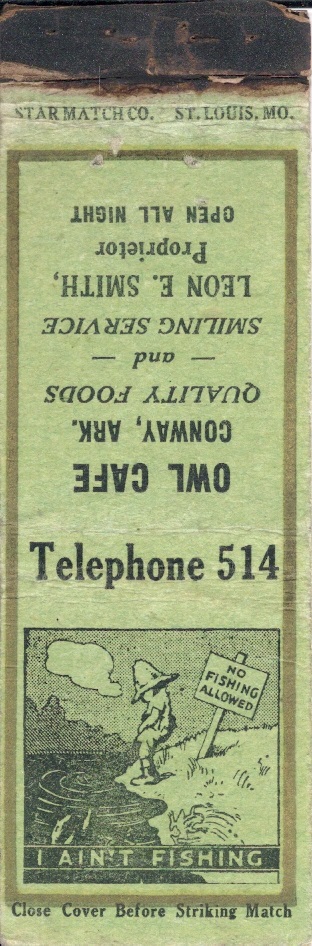 STAR MATCH CO. ST. LOUIS, MO.
OWL CAFE
CONWAY, ARK.
QUALITY FOODS
— and —
SMILING SERVICE
LEON E. SMITH,
Proprietor
OPEN ALL NIGHT
Telephone 514
NO
FISHING
ALLOWED
I AIN'T FISHING
Close Cover Before Striking Match